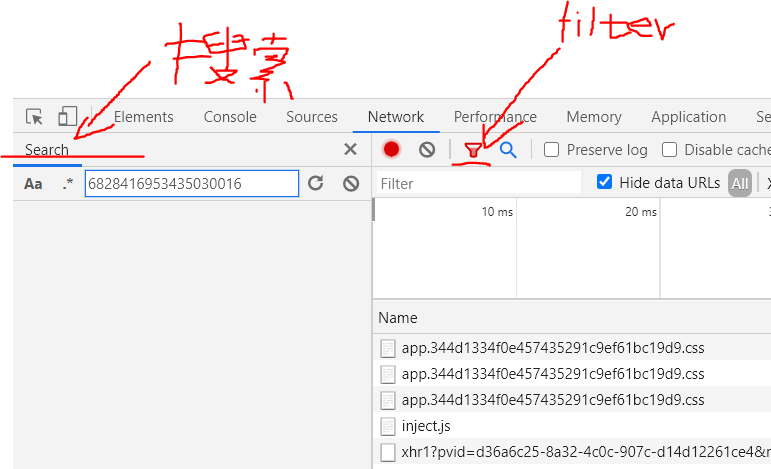 搜索
filter
Elements Console Sources Network Performance Memory Application Se
Search
Preserve log Disable cache
Aa .* 6828416953435030016
Filter Hide data URLs All X
10 ms 20 ms
Name
app.344d1334f0e457435291c9ef61bc19d9.css
app.344d1334f0e457435291c9ef61bc19d9.css
app.344d1334f0e457435291c9ef61bc19d9.css
inject.js
xhr1?pvid=d36a6c25-8a32-4c0c-907c-d14d12261ce4&r